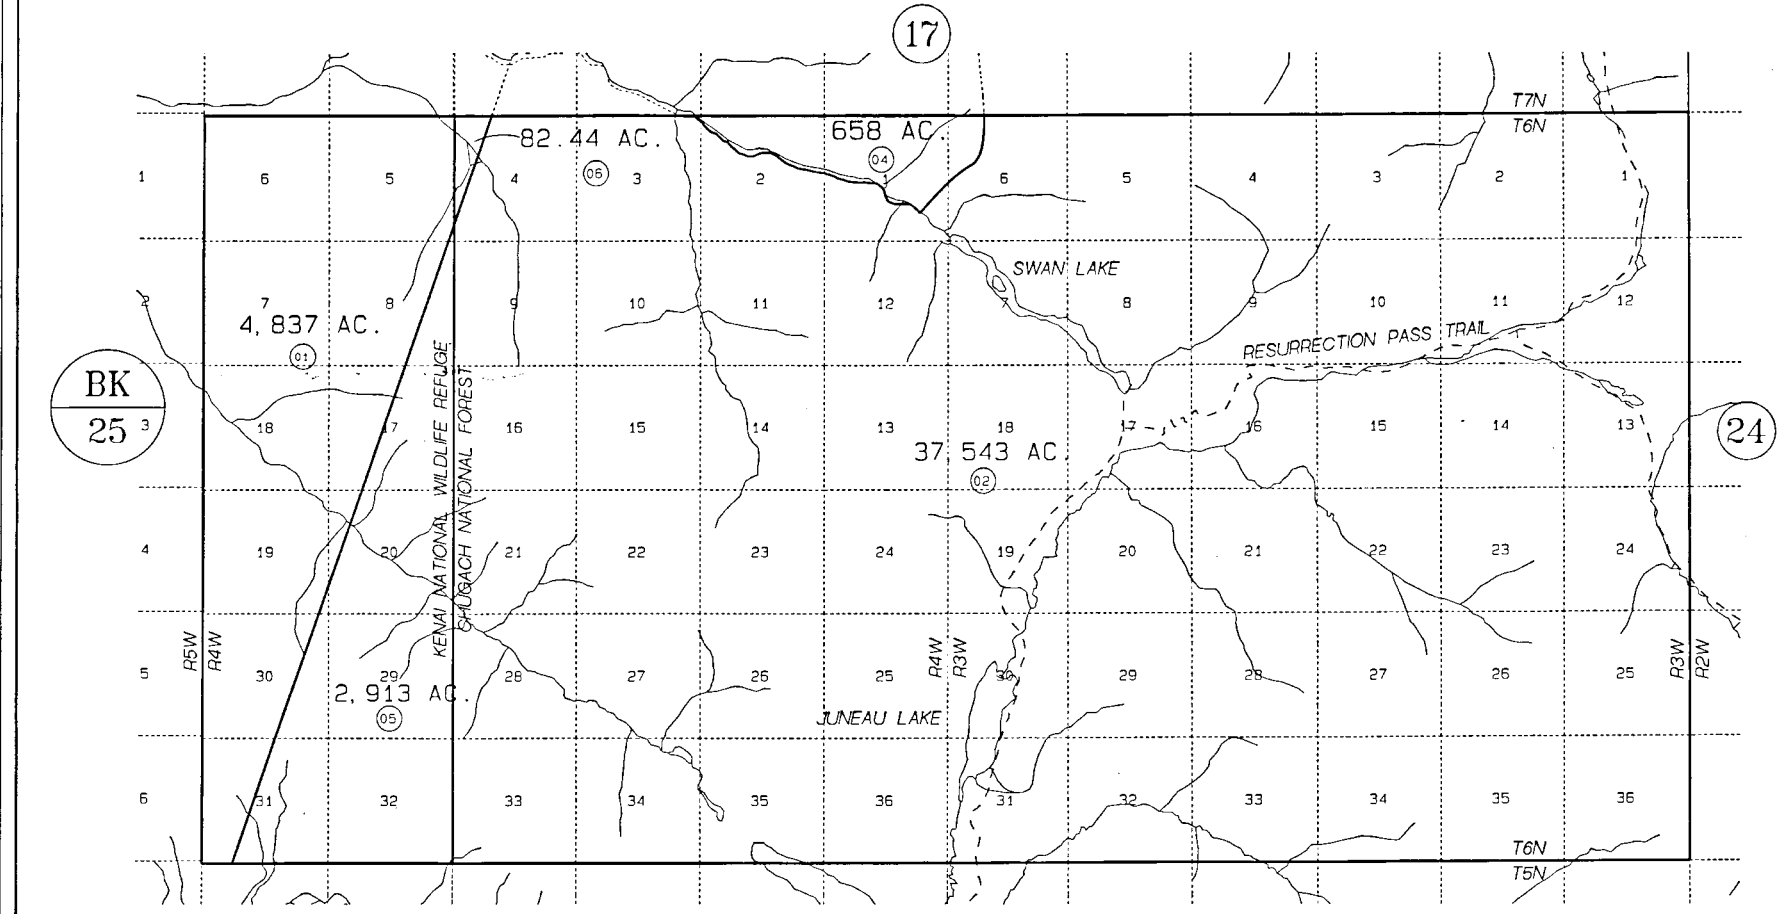 17
T7N
T6N
82.44 AC.
06
658 AC.
04
1 6 5 4 3 2 1 6 5 4 3 2 1
SWAN LAKE
2 7 8 9 10 11 12 7 8 9 10 11 12
4,837 AC.
01
RESURRECTION PASS TRAIL
BK
25
KENAI NATIONAL WILDLIFE REFUGE
CHUGACH NATIONAL FOREST
3 18 17 16 15 14 13 18 17 16 15 14 13
24
37,543 AC.
02
4 19 20 21 22 23 24 19 20 21 22 23 24
R5W
R4W
R4W
R3W
R3W
R2W
5 30 29 28 27 26 25 30 29 28 27 26 25
2,913 AC.
05
JUNEAU LAKE
6 31 32 33 34 35 36 31 32 33 34 35 36
T6N
T5N